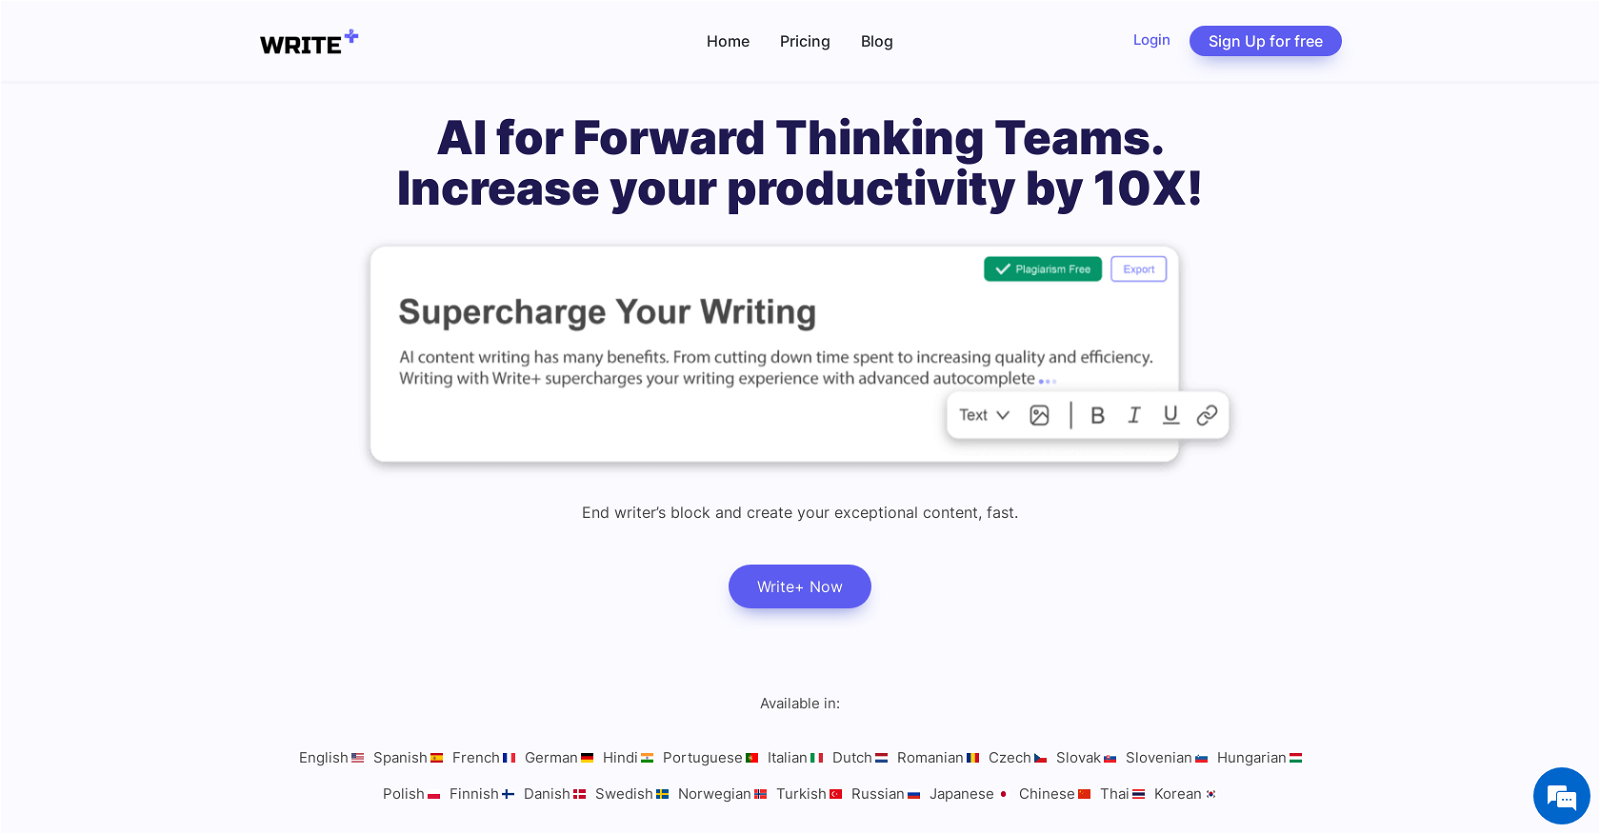 WRITE+
Home Pricing Blog
Login
Sign Up for free
AI for Forward Thinking Teams.
Increase your productivity by 10X!
Plagiarism Free
Export
Supercharge Your Writing
AI content writing has many benefits. From cutting down time spent to increasing quality and efficiency.
Writing with Write+ supercharges your writing experience with advanced autocomplete
Text B I U
End writer’s block and create your exceptional content, fast.
Write+ Now
Available in:
English Spanish French German Hindi Portuguese Italian Dutch Romanian Czech Slovak Slovenian Hungarian
Polish Finnish Danish Swedish Norwegian Turkish Russian Japanese Chinese Thai Korean